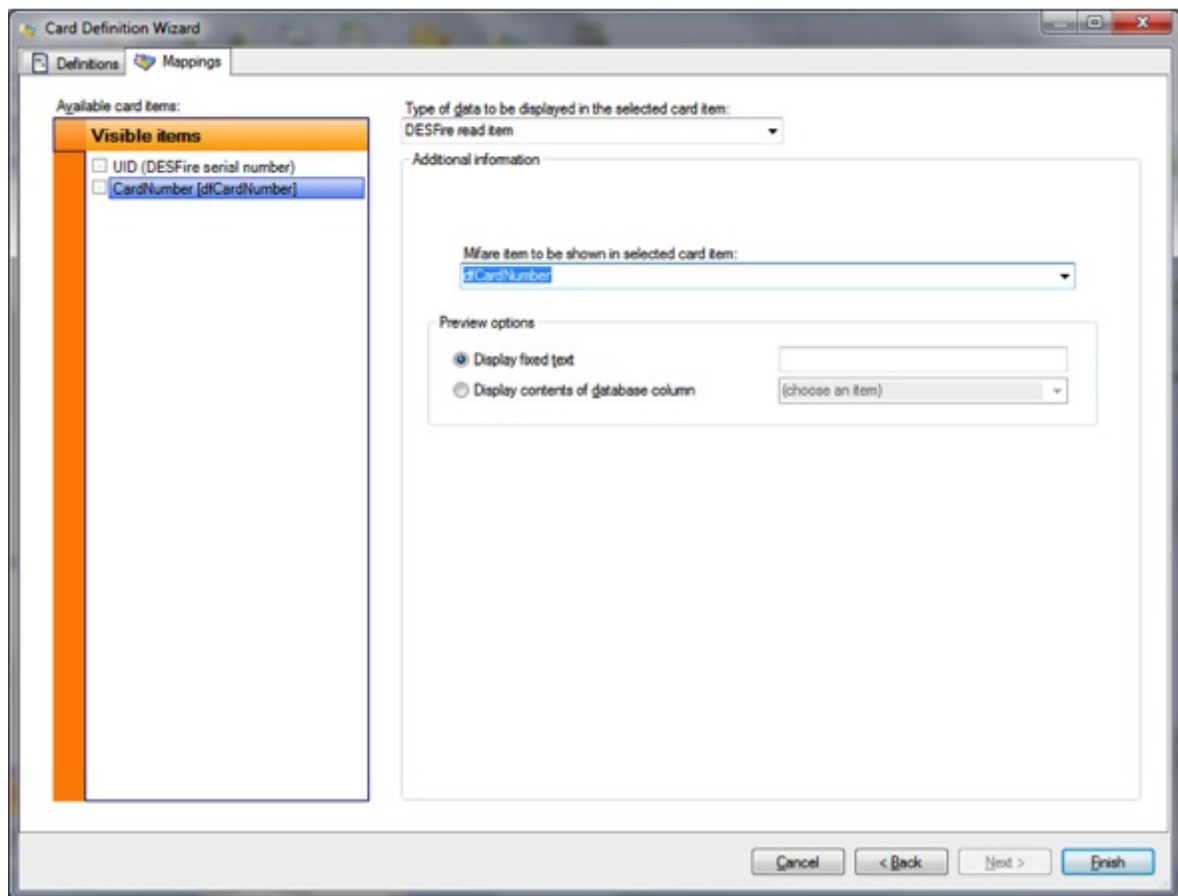 Card Definition Wizard
Definitions
Mappings
Available card items:
Visible items
UID (DESFire serial number)
CardNumber [dfCardNumber]
Type of data to be displayed in the selected card item:
DESFire read item
Additional information
Mifare item to be shown in selected card item:
dfCardNumber
Preview options
Display fixed text
Display contents of database column
(choose an item)
Cancel
< Back
Next >
Finish